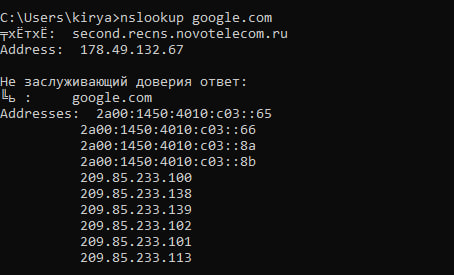 C:\Users\kirya>nslookup google.com
╤хЁтхЁ:  second.recns.novotelecom.ru
Address:  178.49.132.67
Не заслуживающий доверия ответ:
╚ь :     google.com
Addresses:  2a00:1450:4010:c03::65
2a00:1450:4010:c03::66
2a00:1450:4010:c03::8a
2a00:1450:4010:c03::8b
209.85.233.100
209.85.233.138
209.85.233.139
209.85.233.102
209.85.233.101
209.85.233.113